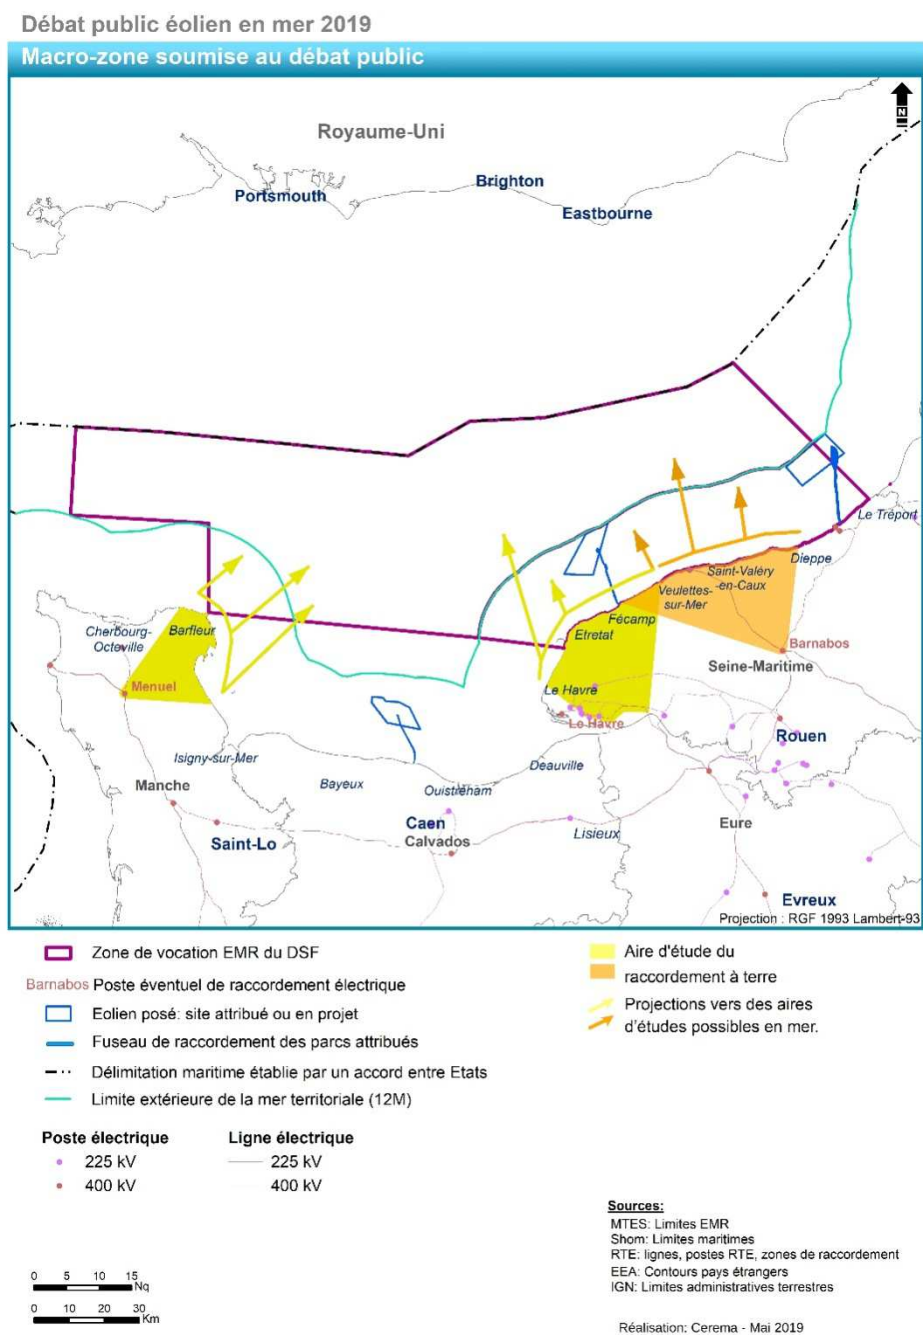 Débat public éolien en mer 2019
Macro-zone soumise au débat public
N
Royaume-Uni
Portsmouth
Brighton
Eastbourne
Le Tréport
Dieppe
Saint-Valéry
-en-Caux
Veulettes-
sur-Mer
Fécamp
Etretat
Barnabos
Seine-Maritime
Cherbourg-
Octeville
Barfleur
Menuel
Le Havre
Le Havre
Rouen
Isigny-sur-Mer
Deauville
Manche
Bayeux
Ouistreham
Caen
Calvados
Lisieux
Eure
Saint-Lo
Evreux
Projection : RGF 1993 Lambert-93
Zone de vocation EMR du DSF
Barnabos Poste éventuel de raccordement électrique
Eolien posé: site attribué ou en projet
Fuseau de raccordement des parcs attribués
Délimitation maritime établie par un accord entre Etats
Limite extérieure de la mer territoriale (12M)
Aire d'étude du
raccordement à terre
Projections vers des aires
d'études possibles en mer.
Poste électrique
225 kV
400 kV
Ligne électrique
225 kV
400 kV
Sources:
MTES: Limites EMR
Shom: Limites maritimes
RTE: lignes, postes RTE, zones de raccordement
EEA: Contours pays étrangers
IGN: Limites administratives terrestres
0 5 10 15
Nq
0 10 20 30
Km
Réalisation: Cerema - Mai 2019